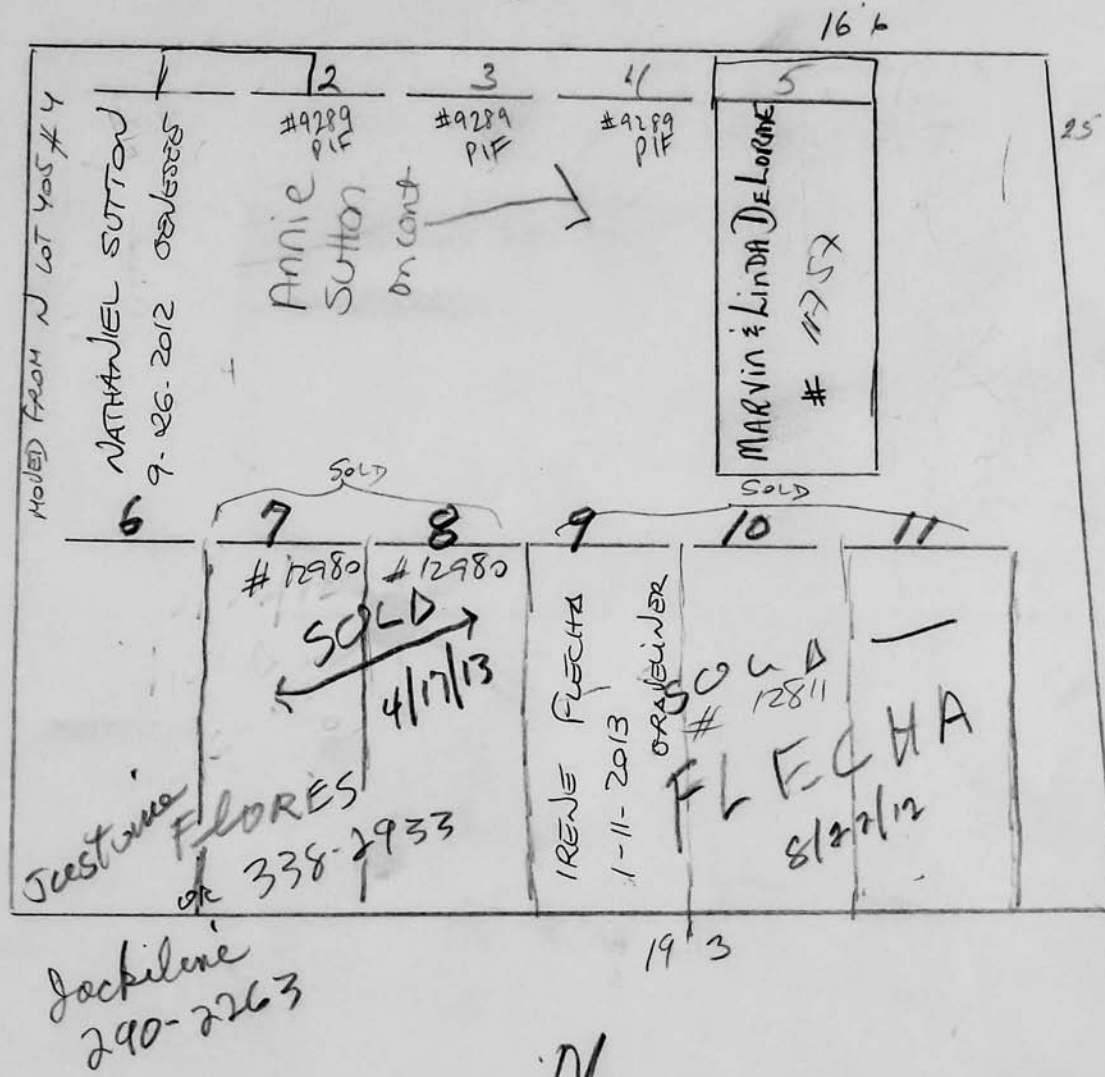 16' 6
25
MOVED FROM N LOT 405 #4
1 2 3 4 5
NATHANIEL SUTTON
9-26-2012
#9289
PIF
#9289
PIF
#9289
PIF
Annie
Sutton
on cont
MARVIN & LINDA DELORME
#
SOLD
SOLD
6 7 8 9 10 11
#12980 #12980
SOLD
4/17/13
IRENE FLECHA
1-11-2013
GRAVELINER
SOLD
# 12811
FLECHA
8/27/12
FLORES
or 338-2933
19 3
Jackiline
290-2263
N